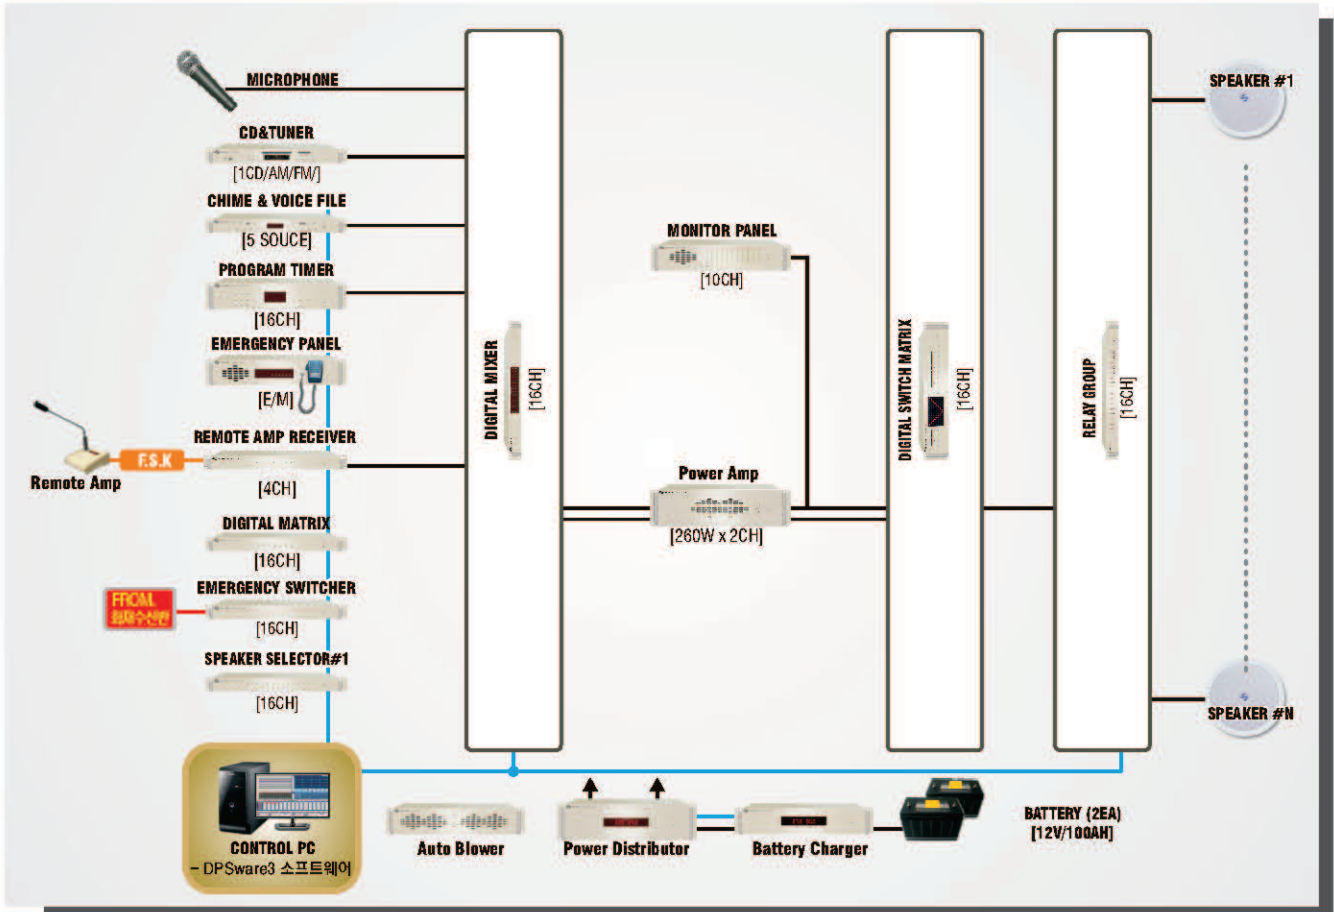 MICROPHONE
CD&TUNER
[1CD/AM/FM/]
CHIME & VOICE FILE
[5 SOUCE]
PROGRAM TIMER
[16CH]
EMERGENCY PANEL
[E/M]
REMOTE AMP RECEIVER
F.S.K
Remote Amp
[4CH]
DIGITAL MATRIX
[16CH]
EMERGENCY SWITCHER
FROM.
화재수신반
[16CH]
SPEAKER SELECTOR#1
[16CH]
CONTROL PC
- DPSware3 소프트웨어
DIGITAL MIXER
[16CH]
MONITOR PANEL
[10CH]
Power Amp
[260W x 2CH]
DIGITAL SWITCH MATRIX
[16CH]
RELAY GROUP
[16CH]
SPEAKER #1
SPEAKER #N
Auto Blower
Power Distributor
Battery Charger
BATTERY (2EA)
[12V/100AH]